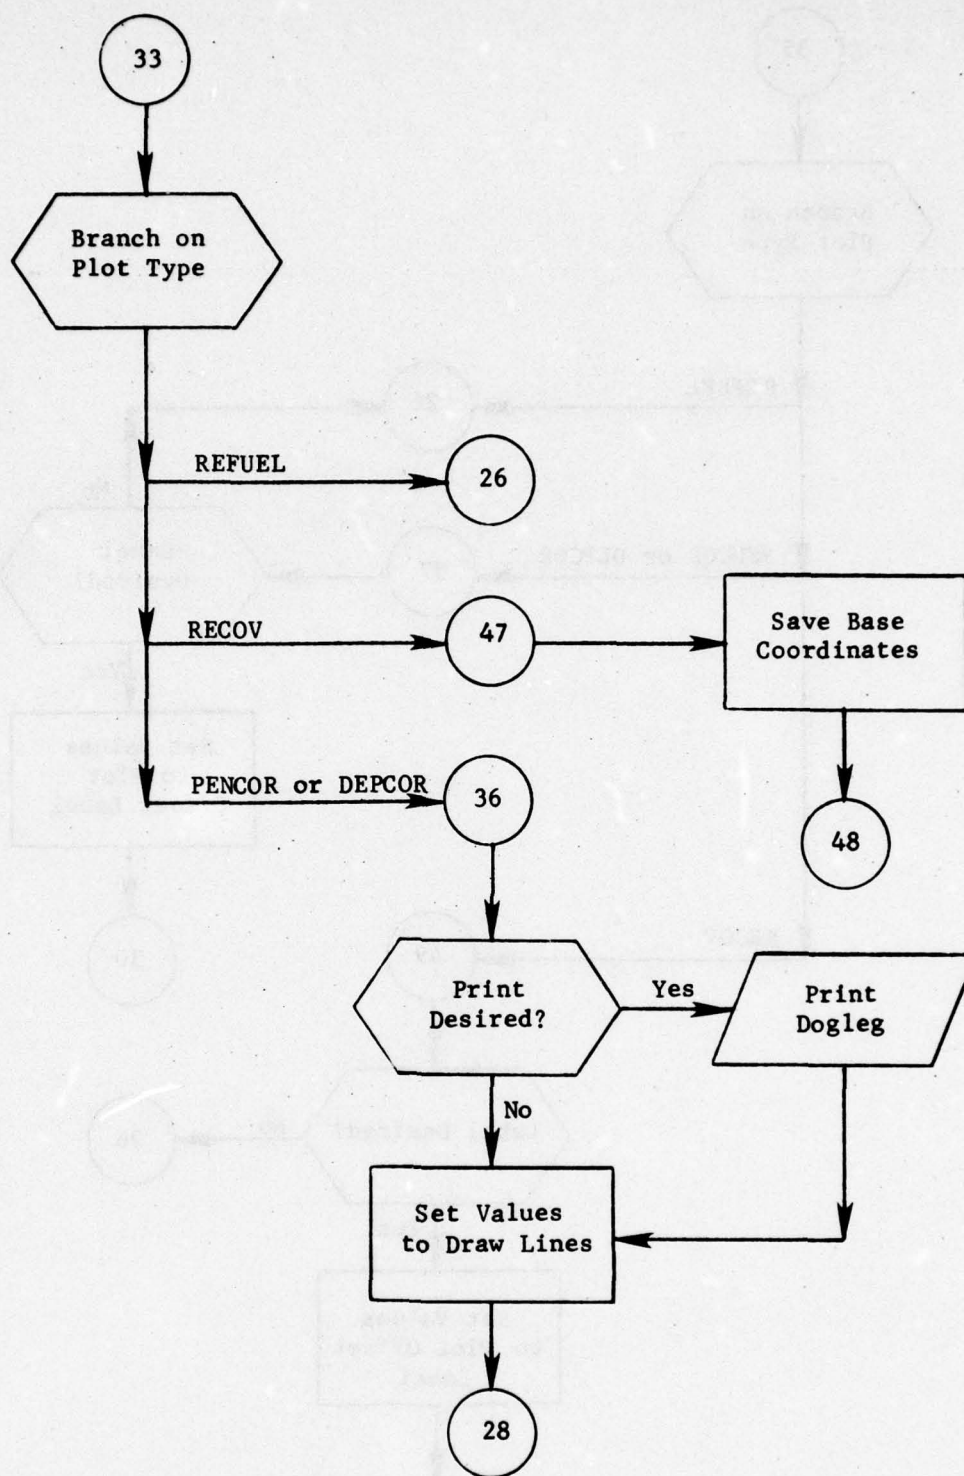 33
Branch on
Plot Type
REFUEL
26
RECOV
47
Save Base
Coordinates
48
PENCOR or DEPCOR
36
Print
Desired?
Yes
Print
Dogleg
No
Set Values
to Draw Lines
28